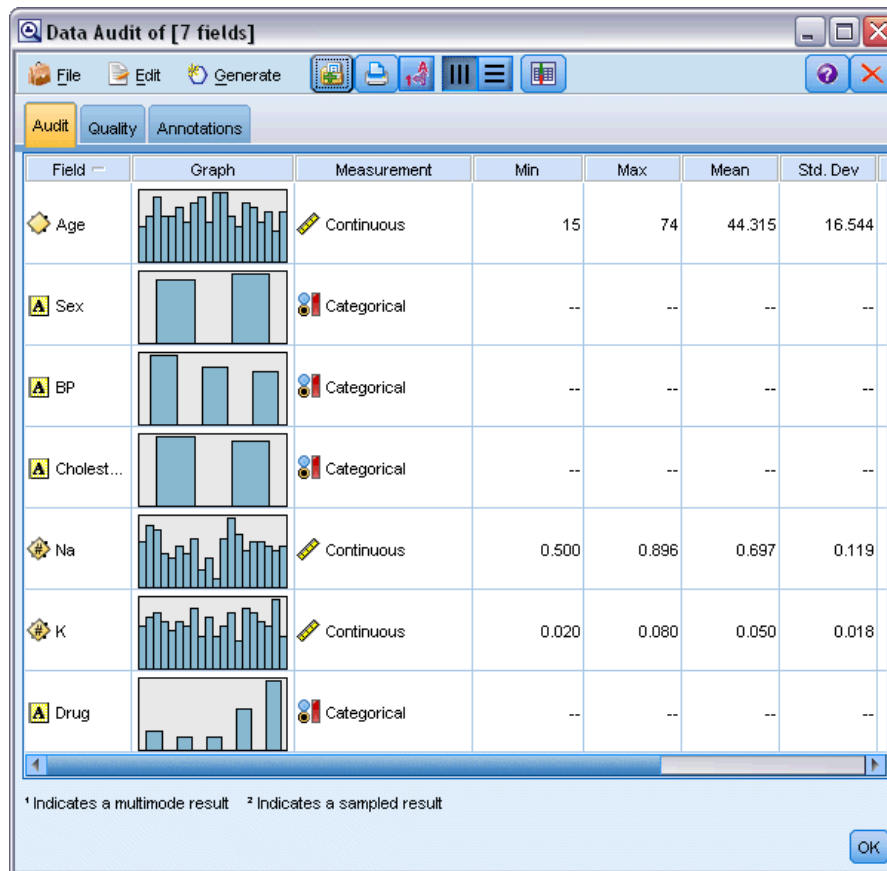 Data Audit of [7 fields]
File Edit Generate
Audit Quality Annotations
Field Graph Measurement Min Max Mean Std. Dev
Age Continuous 15 74 44.315 16.544
A Sex Categorical -- -- -- --
A BP Categorical -- -- -- --
A Cholest... Categorical -- -- -- --
# Na Continuous 0.500 0.896 0.697 0.119
# K Continuous 0.020 0.080 0.050 0.018
A Drug Categorical -- -- -- --
¹ Indicates a multimode result ² Indicates a sampled result
OK